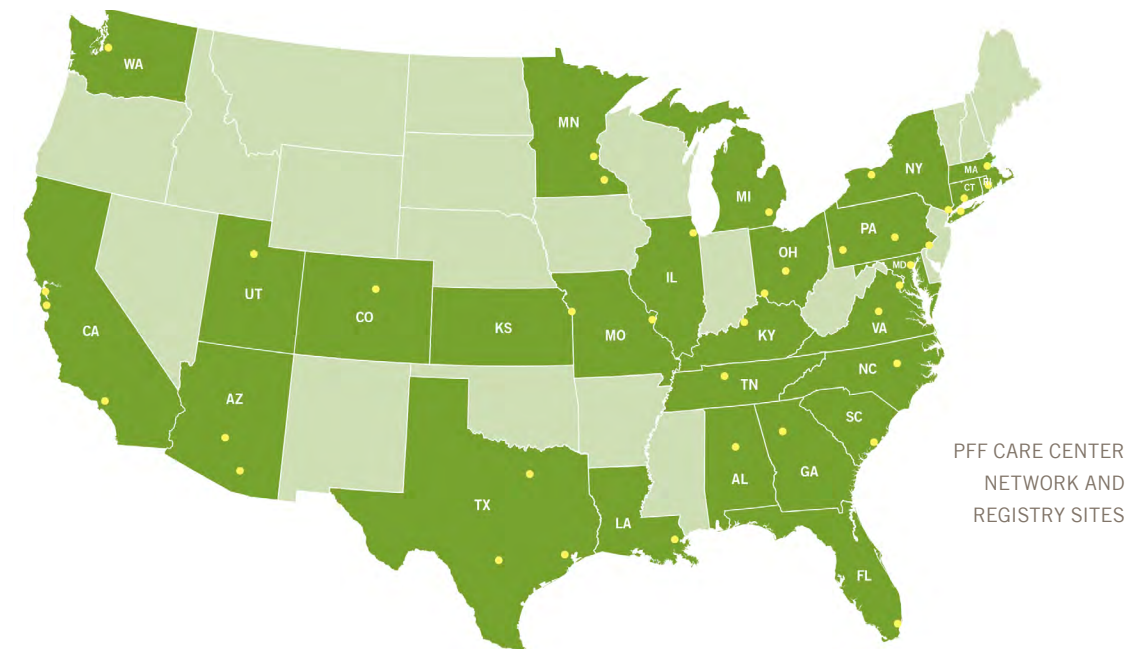 WA
MN
NY
MA
RI
CT
MI
PA
OH
MD
IL
UT
CO
KS
MO
KY
VA
CA
NC
TN
AZ
SC
AL
GA
TX
LA
FL
PFF CARE CENTER
NETWORK AND
REGISTRY SITES